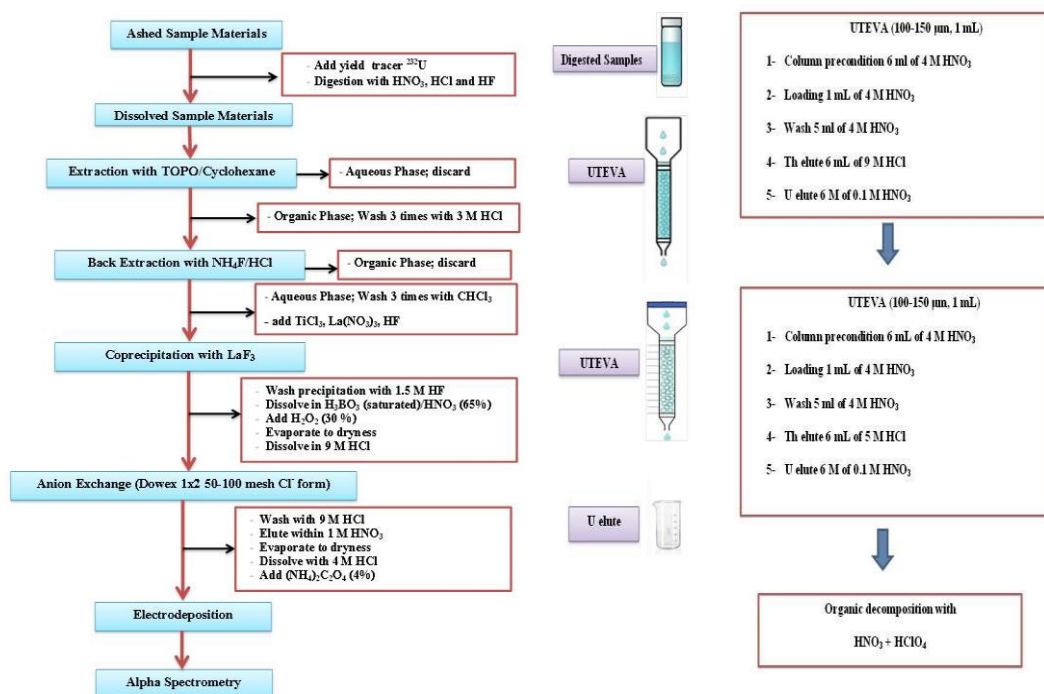 Ashed Sample Materials
- Add yield tracer ²³²U
- Digestion with HNO₃, HCl and HF
Dissolved Sample Materials
Extraction with TOPO/Cyclohexane
- Aqueous Phase; discard
- Organic Phase; Wash 3 times with 3 M HCl
Back Extraction with NH₄F/HCl
- Organic Phase; discard
- Aqueous Phase; Wash 3 times with CHCl₃
- add TiCl₃, La(NO₃)₃, HF
Coprecipitation with LaF₃
- Wash precipitation with 1.5 M HF
- Dissolve in H₃BO₃ (saturated)/HNO₃ (65%)
- Add H₂O₂ (30 %)
- Evaporate to dryness
- Dissolve in 9 M HCl
Anion Exchange (Dowex 1x2 50-100 mesh Cl⁻ form)
- Wash with 9 M HCl
- Elute within 1 M HNO₃
- Evaporate to dryness
- Dissolve with 4 M HCl
- Add (NH₄)₂C₂O₄ (4%)
Electrodeposition
Alpha Spectrometry
Digested Samples
UTEVA
UTEVA
U elute
UTEVA (100-150 µm, 1 mL)
1- Column precondition 6 ml of 4 M HNO₃
2- Loading 1 mL of 4 M HNO₃
3- Wash 5 ml of 4 M HNO₃
4- Th elute 6 mL of 9 M HCl
5- U elute 6 M of 0.1 M HNO₃
UTEVA (100-150 µm, 1 mL)
1- Column precondition 6 mL of 4 M HNO₃
2- Loading 1 mL of 4 M HNO₃
3- Wash 5 ml of 4 M HNO₃
4- Th elute 6 mL of 5 M HCl
5- U elute 6 M of 0.1 M HNO₃
Organic decomposition with
HNO₃ + HClO₄